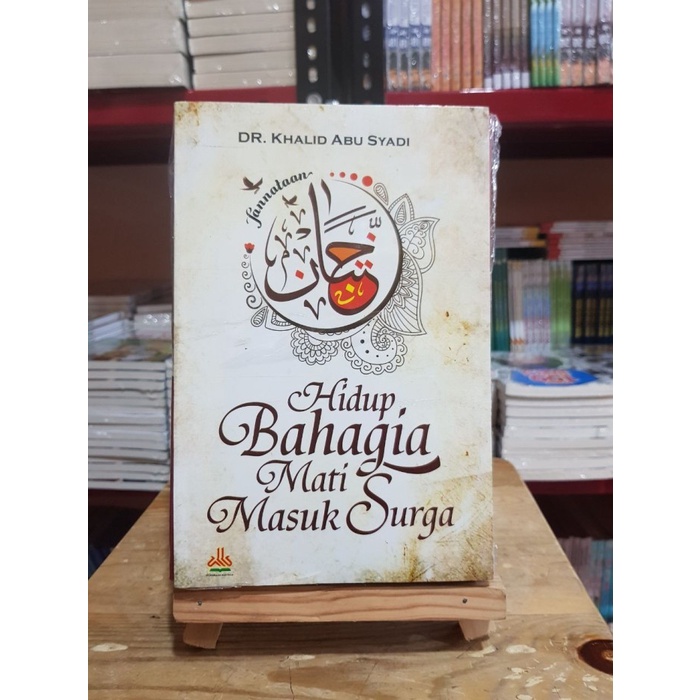 DR. KHALID ABU SYADI
Jannataan
جنتان
Hidup
Bahagia
Mati
Masuk Surga